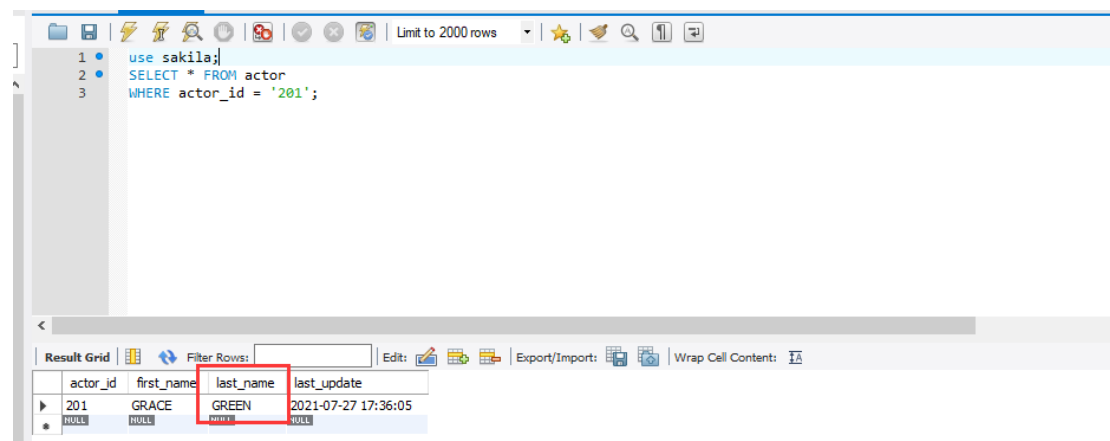 Limit to 2000 rows
1 use sakila;
2 SELECT * FROM actor
3 WHERE actor_id = '201';
Result Grid Filter Rows: Edit: Export/Import: Wrap Cell Content: IA
actor_id first_name last_name last_update
201 GRACE GREEN 2021-07-27 17:36:05
NULL NULL NULL NULL